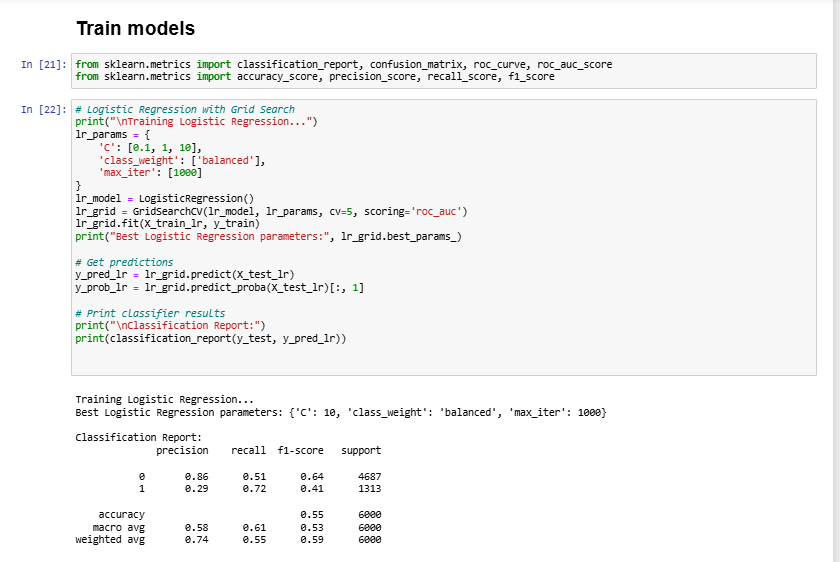 Train models
In [21]: from sklearn.metrics import classification_report, confusion_matrix, roc_curve, roc_auc_score
from sklearn.metrics import accuracy_score, precision_score, recall_score, f1_score
In [22]: # Logistic Regression with Grid Search
print("\nTraining Logistic Regression...")
lr_params = {
    'C': [0.1, 1, 10],
    'class_weight': ['balanced'],
    'max_iter': [1000]
}
lr_model = LogisticRegression()
lr_grid = GridSearchCV(lr_model, lr_params, cv=5, scoring='roc_auc')
lr_grid.fit(X_train_lr, y_train)
print("Best Logistic Regression parameters:", lr_grid.best_params_)
# Get predictions
y_pred_lr = lr_grid.predict(X_test_lr)
y_prob_lr = lr_grid.predict_proba(X_test_lr)[:, 1]
# Print classifier results
print("\nClassification Report:")
print(classification_report(y_test, y_pred_lr))
Training Logistic Regression...
Best Logistic Regression parameters: {'C': 10, 'class_weight': 'balanced', 'max_iter': 1000}
Classification Report:
precision recall f1-score support
0 0.86 0.51 0.64 4687
1 0.29 0.72 0.41 1313
accuracy 0.55 6000
macro avg 0.58 0.61 0.53 6000
weighted avg 0.74 0.55 0.59 6000